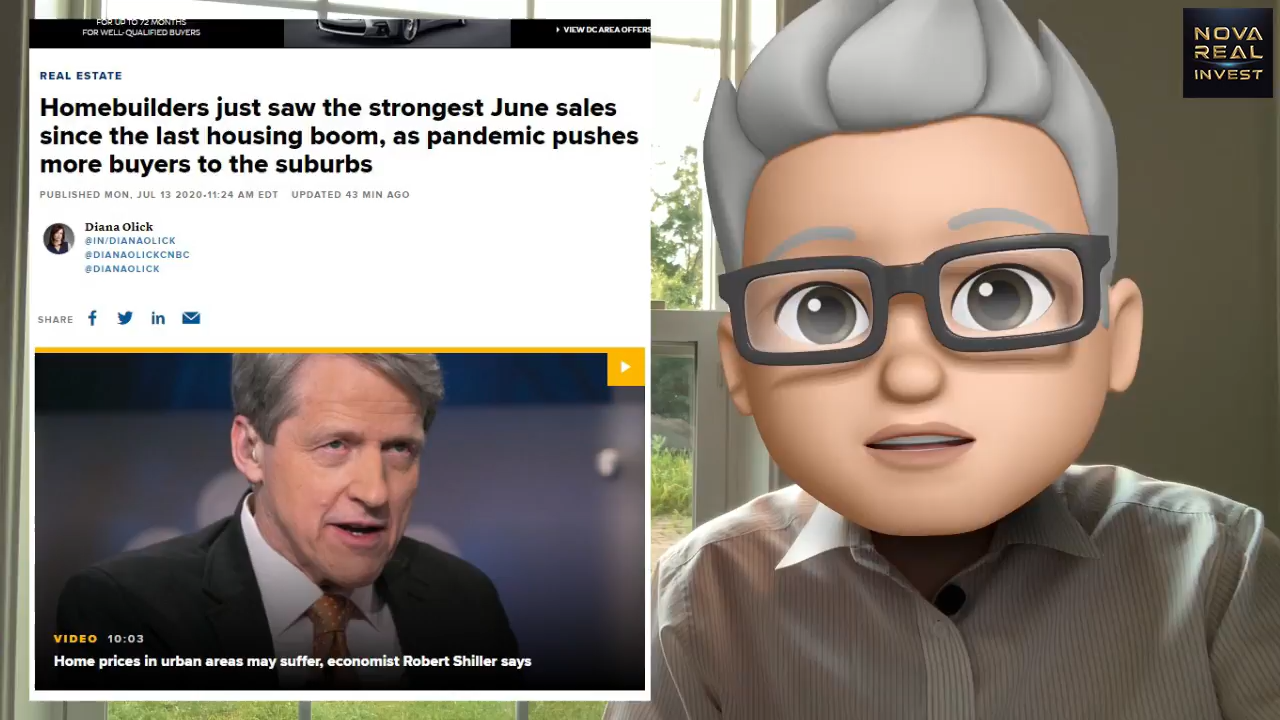 FOR UP TO 72 MONTHS
FOR WELL-QUALIFIED BUYERS
VIEW DC AREA OFFERS
REAL ESTATE
Homebuilders just saw the strongest June sales
since the last housing boom, as pandemic pushes
more buyers to the suburbs
PUBLISHED MON, JUL 13 2020•11:24 AM EDT UPDATED 43 MIN AGO
Diana Olick
@IN/DIANAOLICK
@DIANAOLICKCNBC
@DIANAOLICK
SHARE
VIDEO 10:03
Home prices in urban areas may suffer, economist Robert Shiller says
NOVA
REAL
INVEST